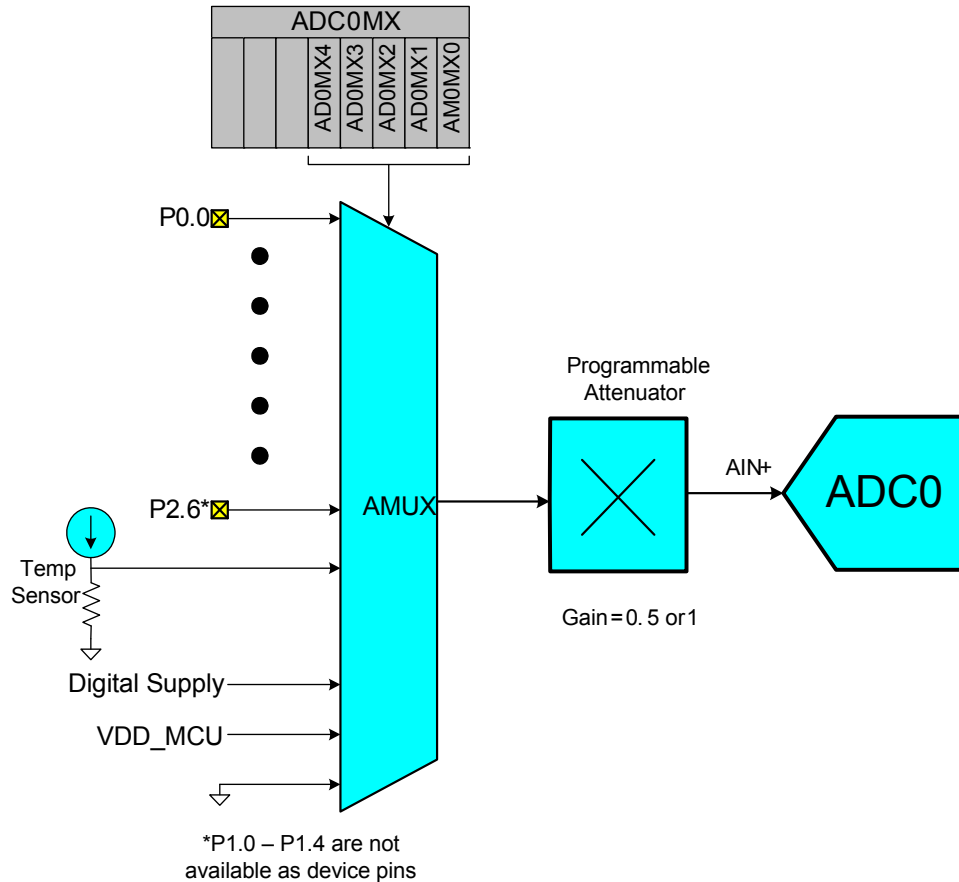 ADC0MX
AD0MX4
AD0MX3
AD0MX2
AD0MX1
AM0MX0
P0.0
Programmable
Attenuator
AIN+
ADC0
P2.6*
AMUX
Temp
Sensor
Gain=0. 5 or1
Digital Supply
VDD_MCU
*P1.0 – P1.4 are not
available as device pins